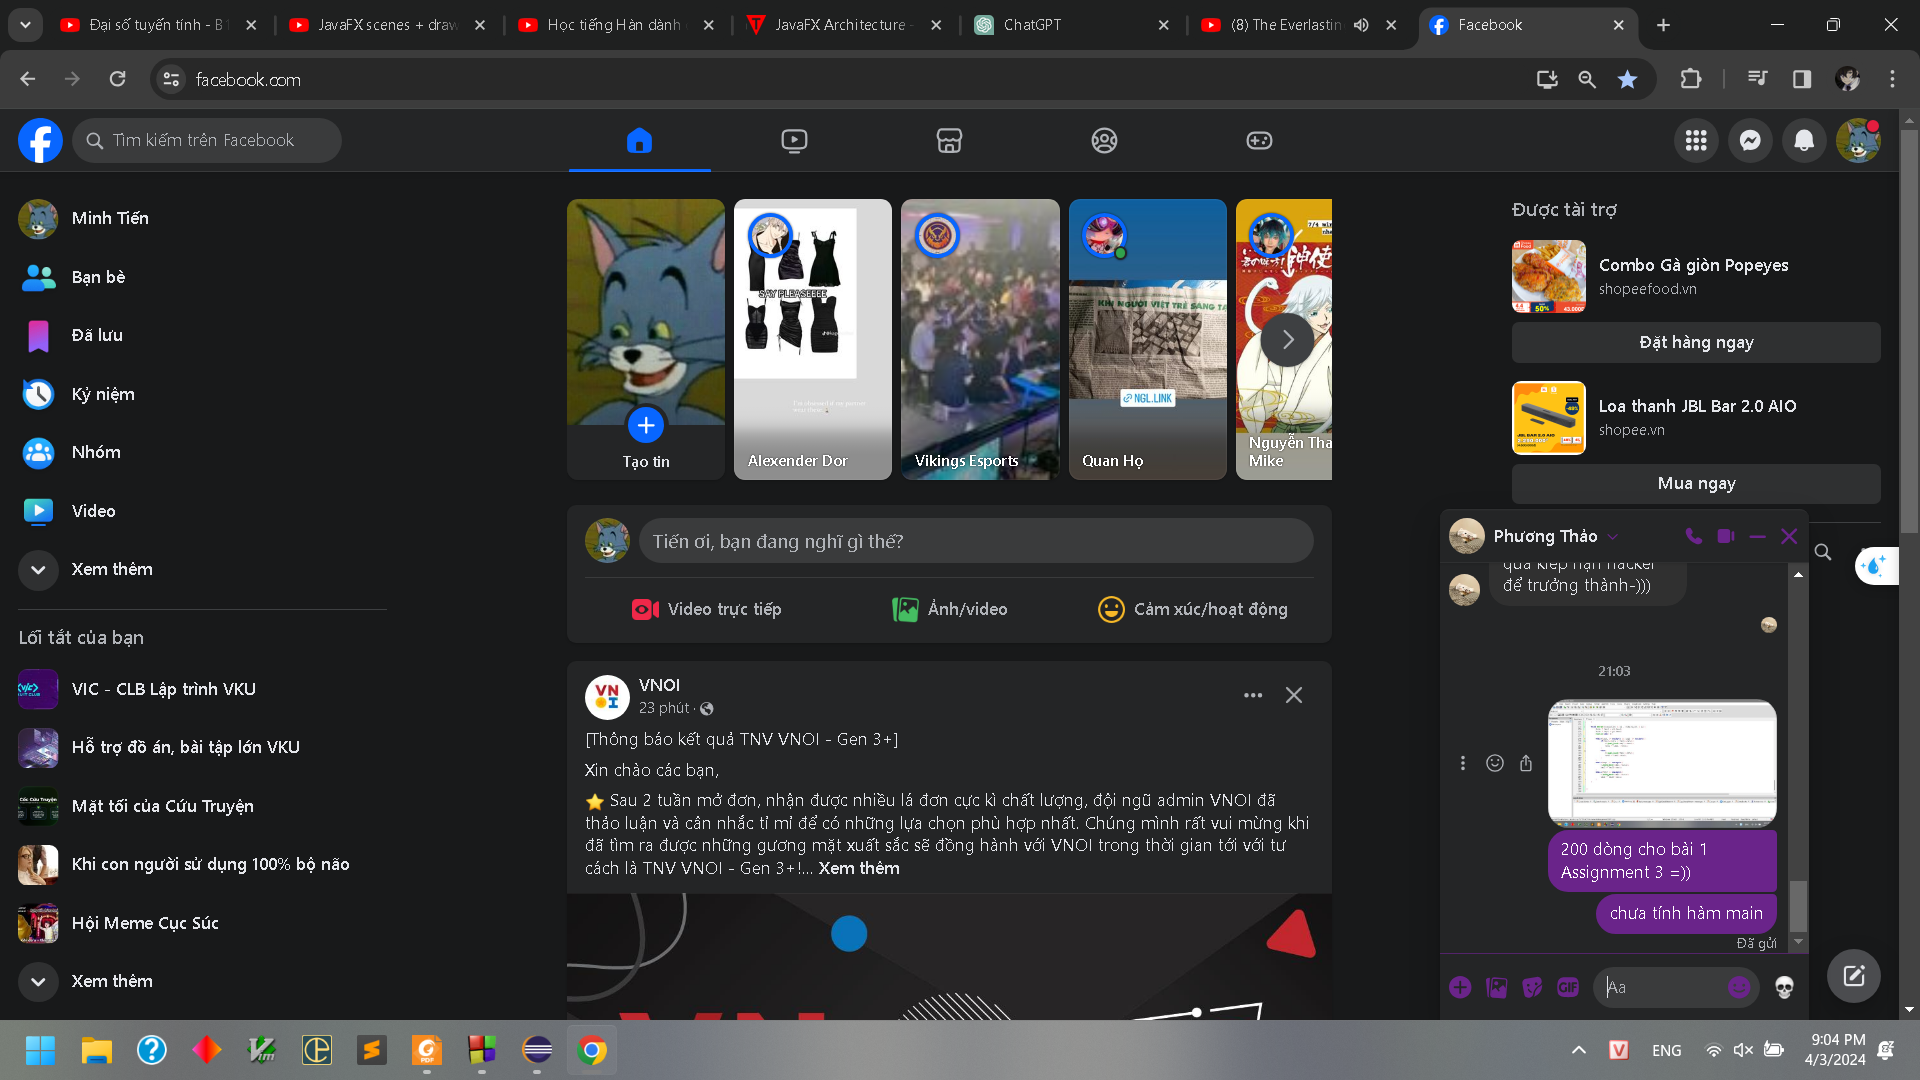 Đại số tuyến tính - B1
JavaFX scenes + draw
Học tiếng Hàn dành
JavaFX Architecture -
ChatGPT
(8) The Everlastin
Facebook
facebook.com
Tìm kiếm trên Facebook
Minh Tiến
Bạn bè
Đã lưu
Kỷ niệm
Nhóm
Video
Xem thêm
Lối tắt của bạn
VIC - CLB Lập trình VKU
Hỗ trợ đồ án, bài tập lớn VKU
Mặt tối của Cứu Truyện
Khi con người sử dụng 100% bộ não
Hội Meme Cục Súc
Xem thêm
Tạo tin
SAY PLEASEEEE
Alexender Dor
Vikings Esports
KHI NGƯỜI VIỆT TRẺ SÁNG TẠ
NGL.LINK
Quan Họ
Nguyễn Tha
Mike
Tiến ơi, bạn đang nghĩ gì thế?
Video trực tiếp
Ảnh/video
Cảm xúc/hoạt động
VNOI
23 phút ·
[Thông báo kết quả TNV VNOI - Gen 3+]
Xin chào các bạn,
⭐ Sau 2 tuần mở đơn, nhận được nhiều lá đơn cực kì chất lượng, đội ngũ admin VNOI đã
thảo luận và cân nhắc tỉ mỉ để có những lựa chọn phù hợp nhất. Chúng mình rất vui mừng khi
đã tìm ra được những gương mặt xuất sắc sẽ đồng hành với VNOI trong thời gian tới với tư
cách là TNV VNOI - Gen 3+!... Xem thêm
Được tài trợ
Combo Gà giòn Popeyes
shopeefood.vn
Đặt hàng ngay
Loa thanh JBL Bar 2.0 AIO
shopee.vn
Mua ngay
Phương Thảo
quá kiếp nạn hacker
để trưởng thành-)))
21:03
200 dòng cho bài 1
Assignment 3 =))
chưa tính hàm main
Đã gửi
GIF
Aa
ENG
9:04 PM
4/3/2024